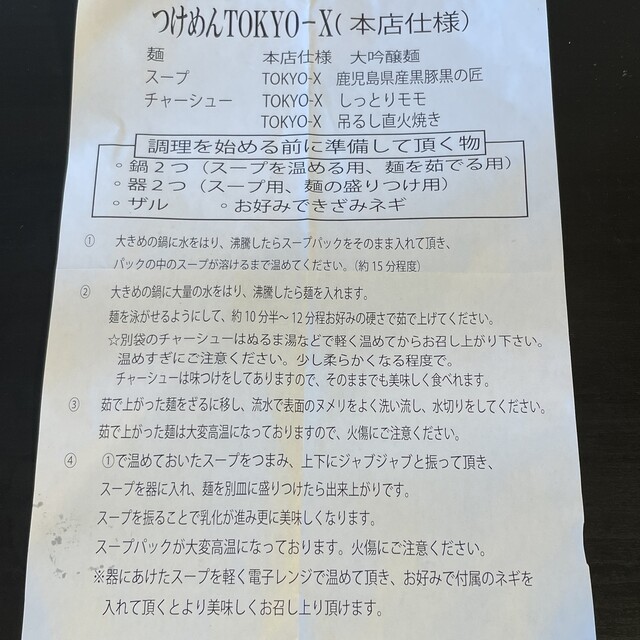 つけめんTOKYO-X(本店仕様)
麺　本店仕様　大吟醸麺
スープ　TOKYO-X　鹿児島県産黒豚黒の匠
チャーシュー　TOKYO-X　しっとりモモ
TOKYO-X　吊るし直火焼き
調理を始める前に準備して頂く物
◦鍋2つ（スープを温める用、麺を茹でる用）
◦器2つ（スープ用、麺の盛りつけ用）
◦ザル　◦お好みできざみネギ
①　大きめの鍋に水をはり、沸騰したらスープパックをそのまま入れて頂き、
パックの中のスープが溶けるまで温めてください。(約15分程度)
②　大きめの鍋に大量の水をはり、沸騰したら麺を入れます。
麺を泳がせるようにして、約10分半～12分程お好みの硬さで茹で上げてください。
☆別袋のチャーシューはぬるま湯などで軽く温めてからお召し上がり下さい。
温めすぎにご注意ください。少し柔らかくなる程度で。
チャーシューは味つけをしてありますので、そのままでも美味しく食べれます。
③　茹で上がった麺をざるに移し、流水で表面のヌメリをよく洗い流し、水切りをしてください。
茹で上がった麺は大変高温になっておりますので、火傷にご注意ください。
④　①で温めておいたスープをつまみ、上下にジャブジャブと振って頂き、
スープを器に入れ、麺を別皿に盛りつけたら出来上がりです。
スープを振ることで乳化が進み更に美味しくなります。
スープパックが大変高温になっております。火傷にご注意ください。
※器にあけたスープを軽く電子レンジで温めて頂き、お好みで付属のネギを
入れて頂くとより美味しくお召し上り頂けます。